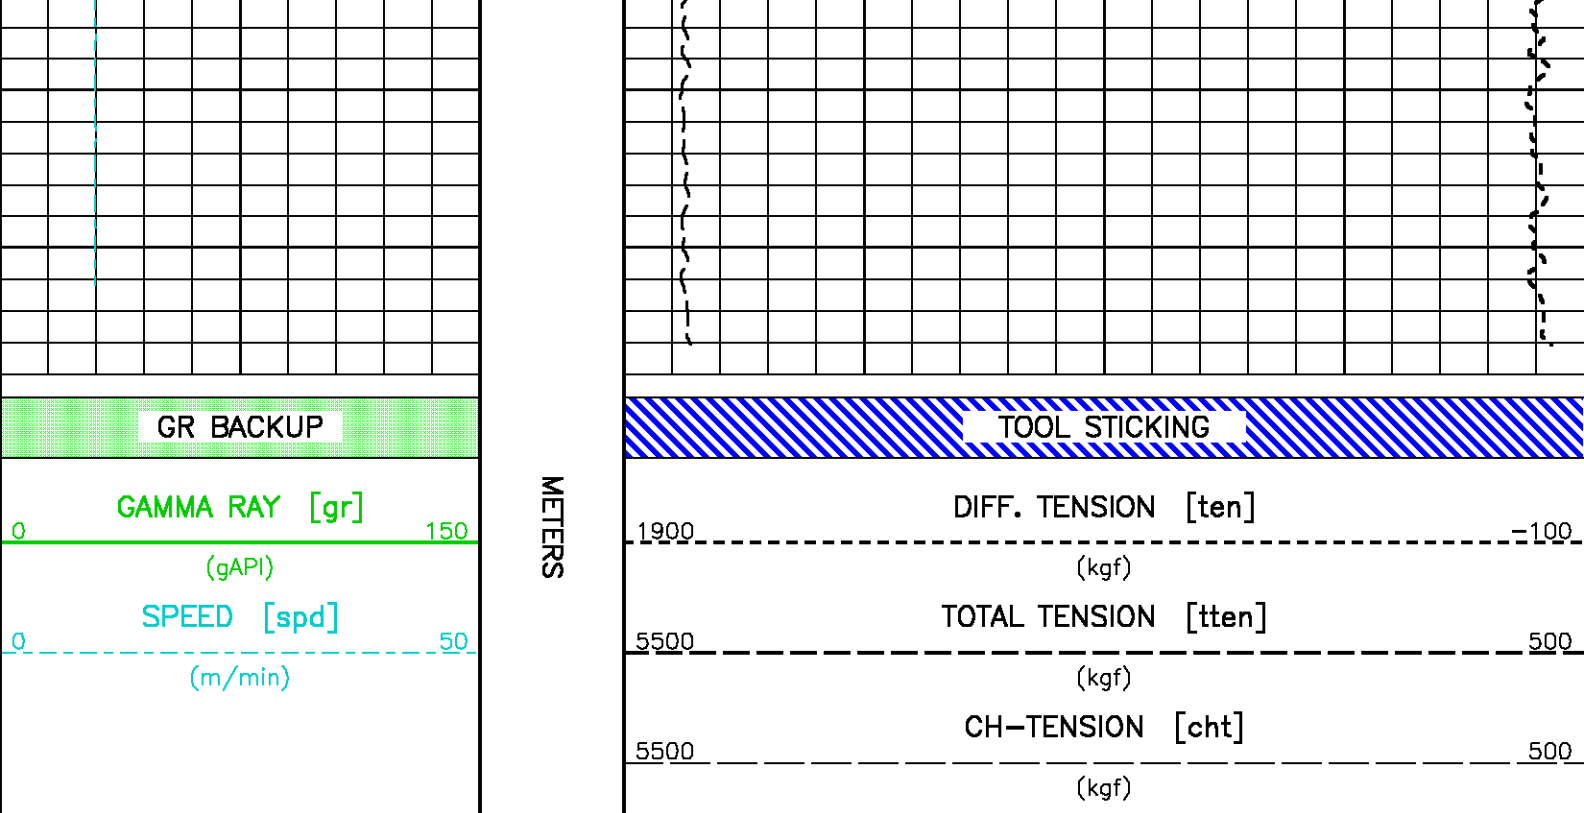 GR BACKUP
GAMMA RAY [gr]
0 150
(gAPI)
SPEED [spd]
0 50
(m/min)
METERS
TOOL STICKING
DIFF. TENSION [ten]
1900 -100
(kgf)
TOTAL TENSION [tten]
5500 500
(kgf)
CH-TENSION [cht]
5500 500
(kgf)